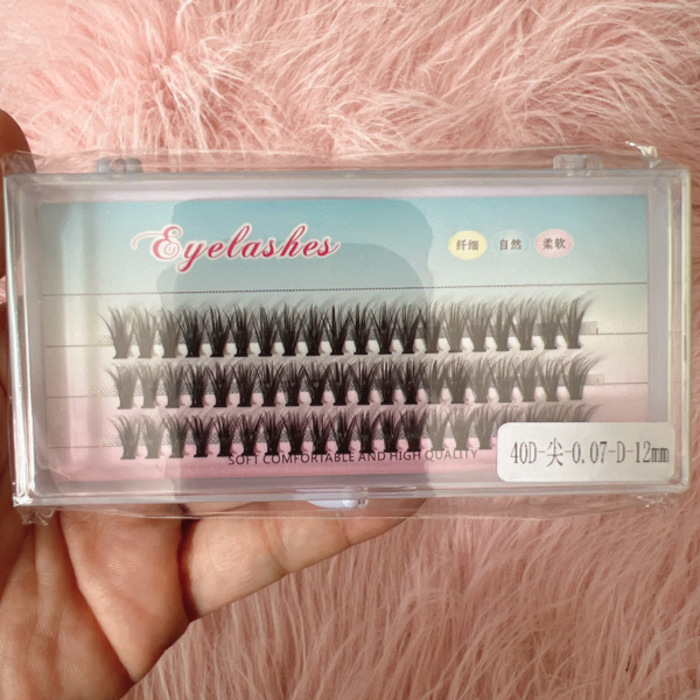 Eyelashes
纤细 自然 柔软
SOFT COMFORTABLE AND HIGH QUALITY
40D-尖-0.07-D-12mm